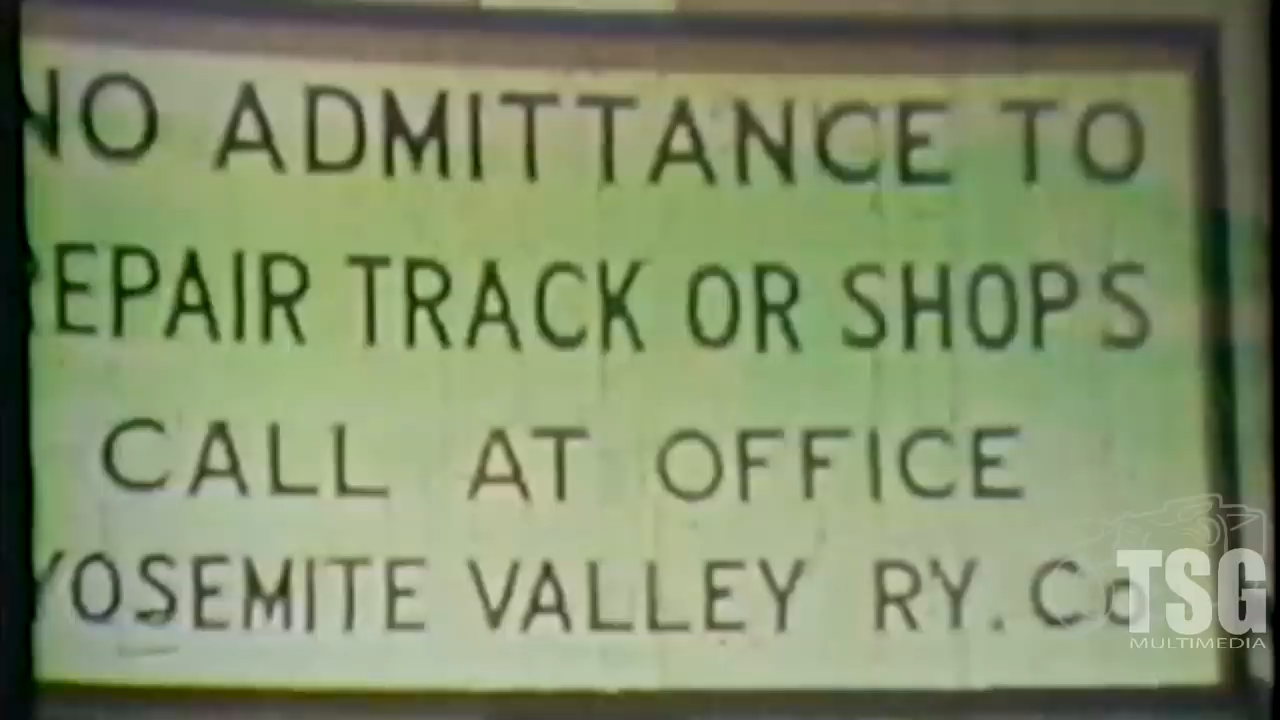 NO ADMITTANCE TO
REPAIR TRACK OR SHOPS
CALL AT OFFICE
YOSEMITE VALLEY RY. Co
TSG
MULTIMEDIA